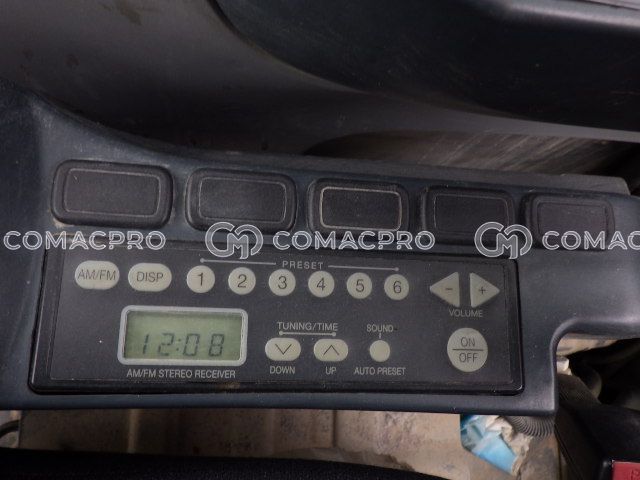 COMACPRO COMACPRO COMACPRO
PRESET
AM/FM DISP 1 2 3 4 5 6 - +
VOLUME
TUNING/TIME SOUND
12:08
ON
OFF
DOWN UP AUTO PRESET
AM/FM STEREO RECEIVER